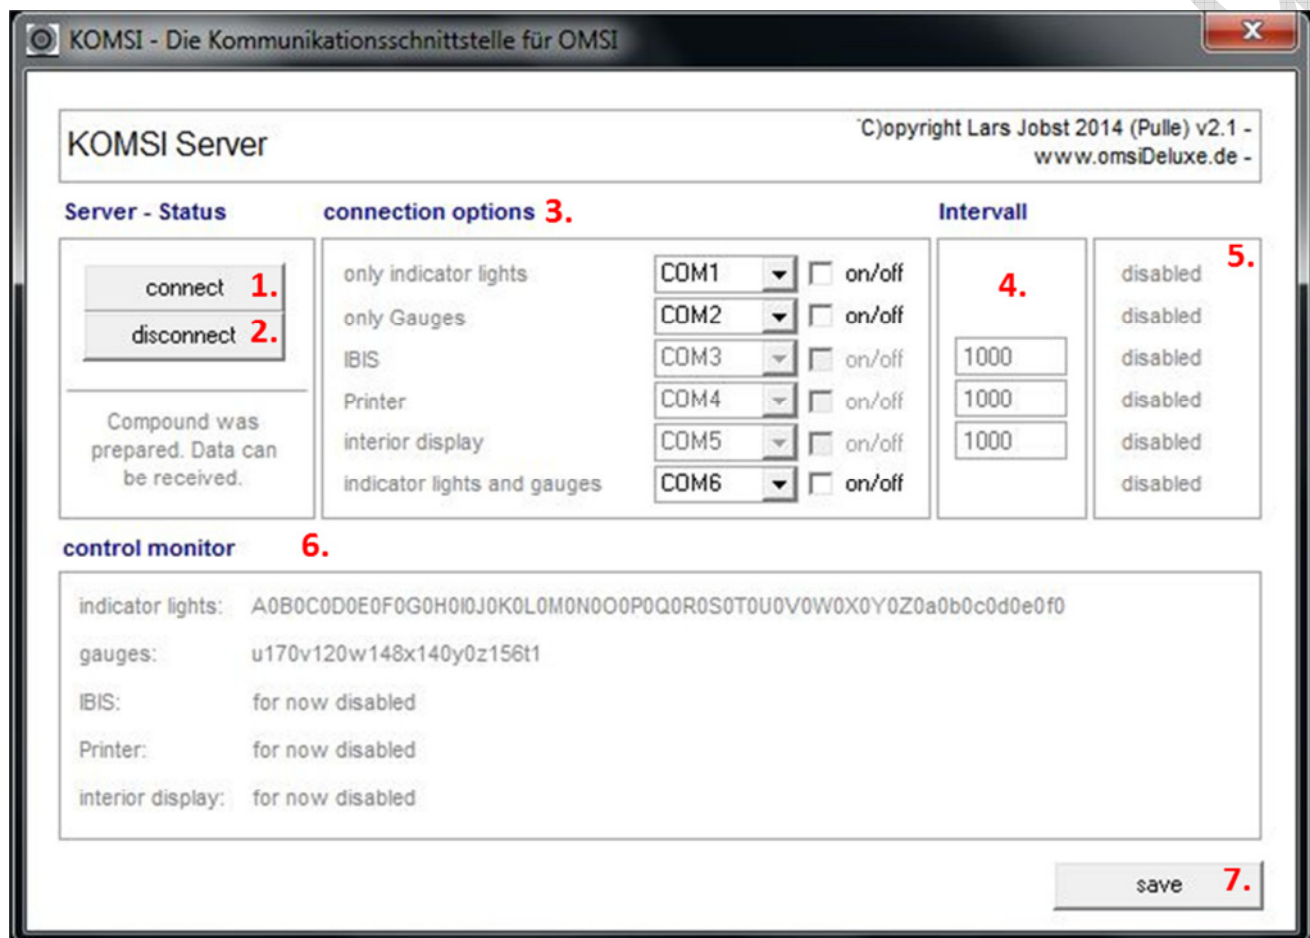 KOMSI - Die Kommunikationsschnittstelle für OMSI
KOMSI Server
'C)opyright Lars Jobst 2014 (Pulle) v2.1 -
www.omsiDeluxe.de -
Server - Status
connection options 3.
Intervall
connect 1.
disconnect 2.
Compound was
prepared. Data can
be received.
only indicator lights COM1 on/off
only Gauges COM2 on/off
IBIS COM3 on/off
Printer COM4 on/off
interior display COM5 on/off
indicator lights and gauges COM6 on/off
4.
1000
1000
1000
5.
disabled
disabled
disabled
disabled
disabled
disabled
control monitor 6.
indicator lights: A0B0C0D0E0F0G0H0I0J0K0L0M0N0O0P0Q0R0S0T0U0V0W0X0Y0Z0a0b0c0d0e0f0
gauges: u170v120w148x140y0z156t1
IBIS: for now disabled
Printer: for now disabled
interior display: for now disabled
save 7.